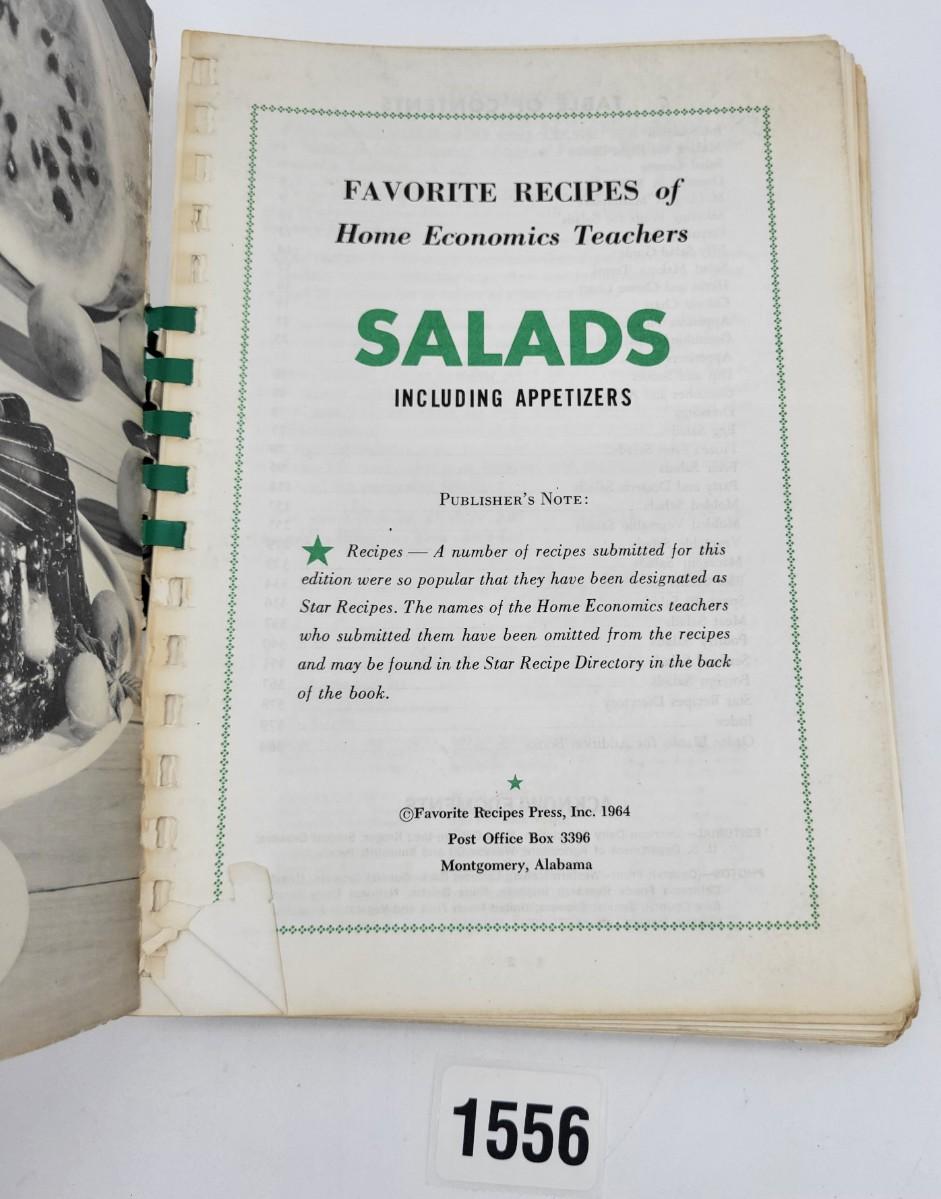 FAVORITE RECIPES of
Home Economics Teachers
SALADS
INCLUDING APPETIZERS
PUBLISHER'S NOTE:
★ Recipes — A number of recipes submitted for this
edition were so popular that they have been designated as
Star Recipes. The names of the Home Economics teachers
who submitted them have been omitted from the recipes
and may be found in the Star Recipe Directory in the back
of the book.
★
©Favorite Recipes Press, Inc. 1964
Post Office Box 3396
Montgomery, Alabama
1556